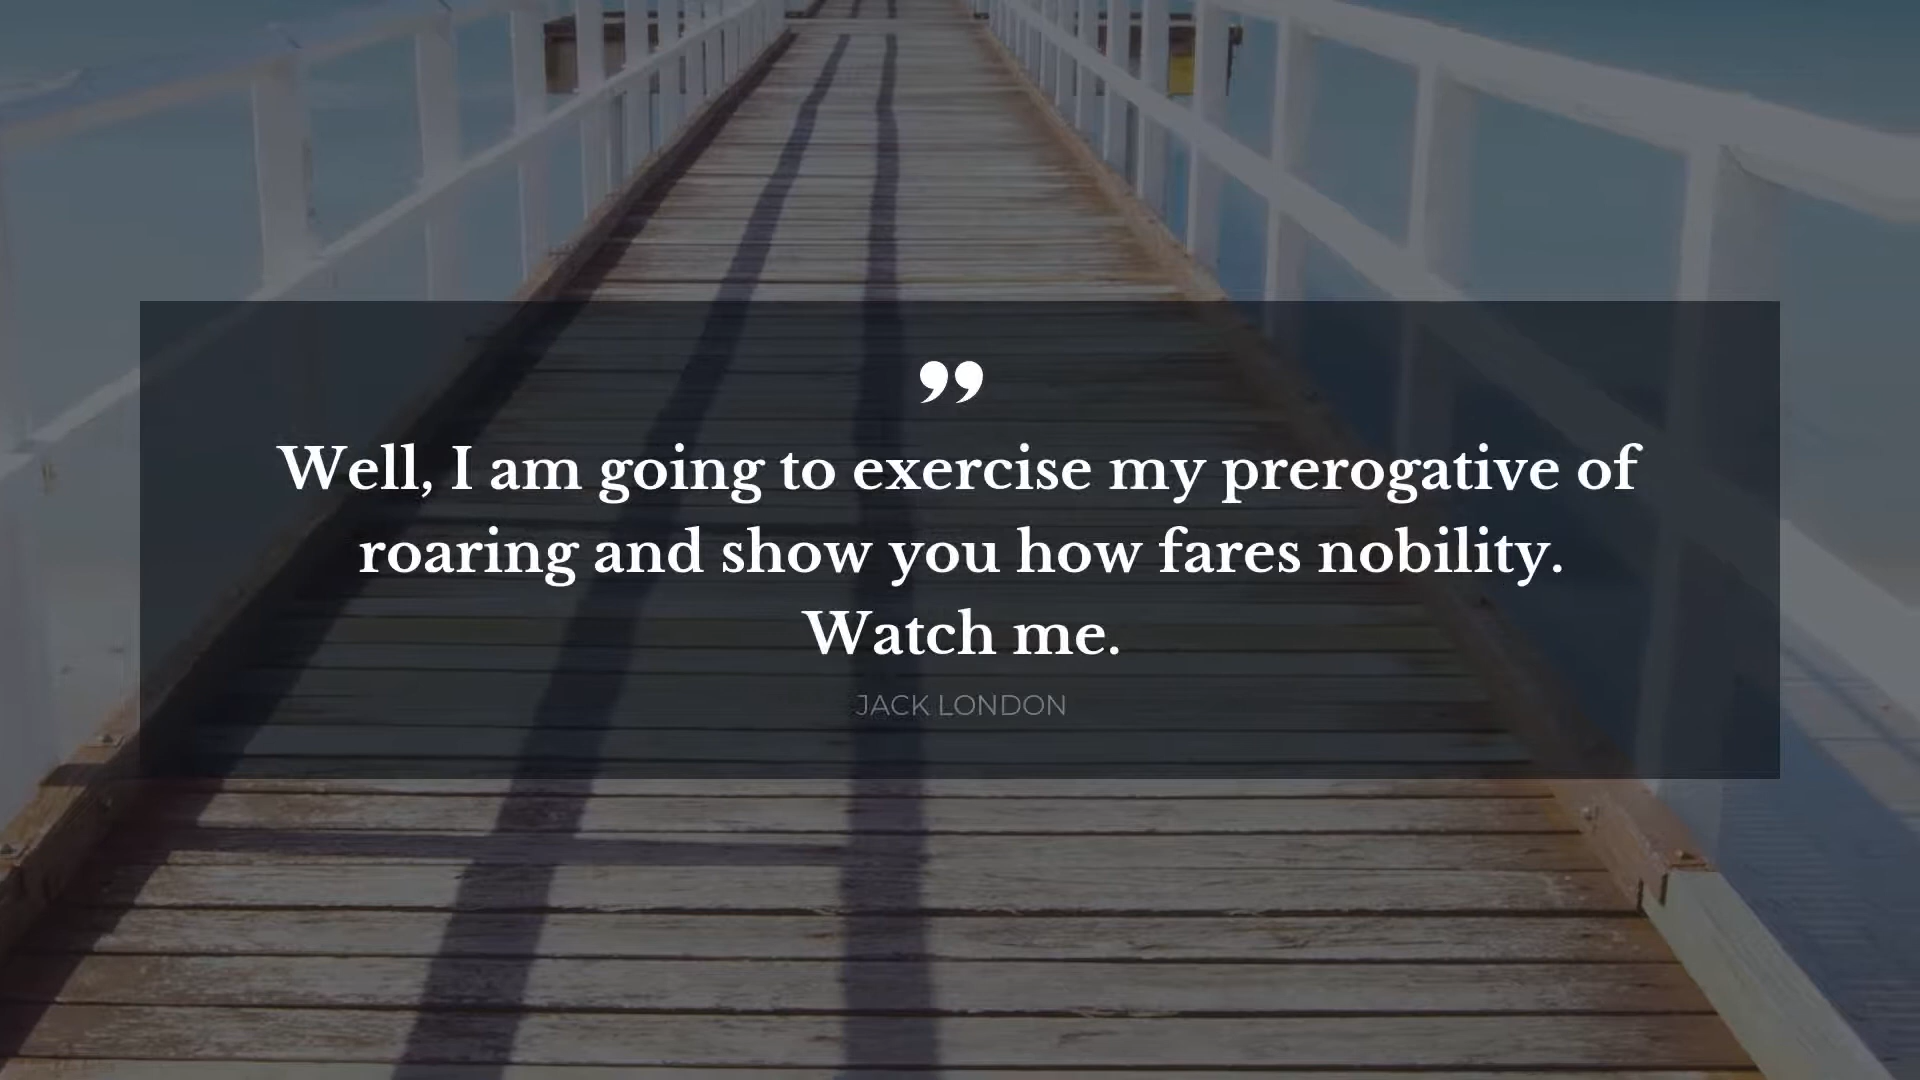 ”
Well, I am going to exercise my prerogative of
roaring and show you how fares nobility.
Watch me.
JACK LONDON